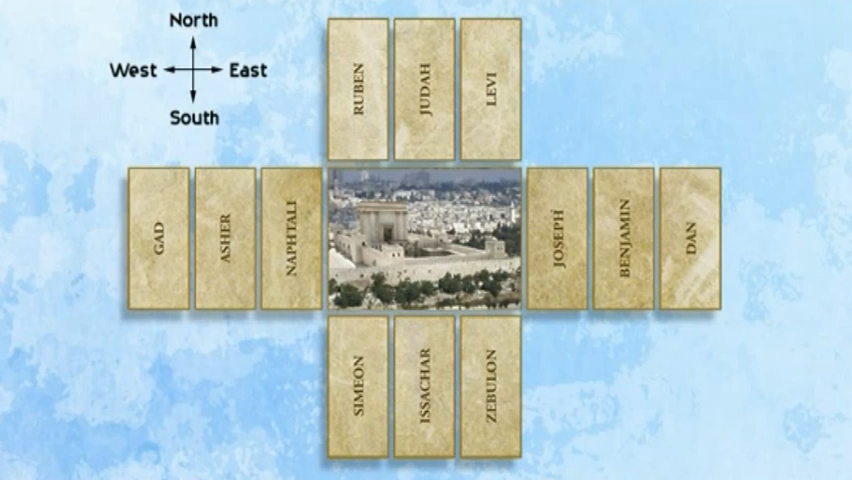 North
West
East
South
RUBEN
JUDAH
LEVI
GAD
ASHER
NAPHTALI
JOSEPH
BENJAMIN
DAN
SIMEON
ISSACHAR
ZEBULON